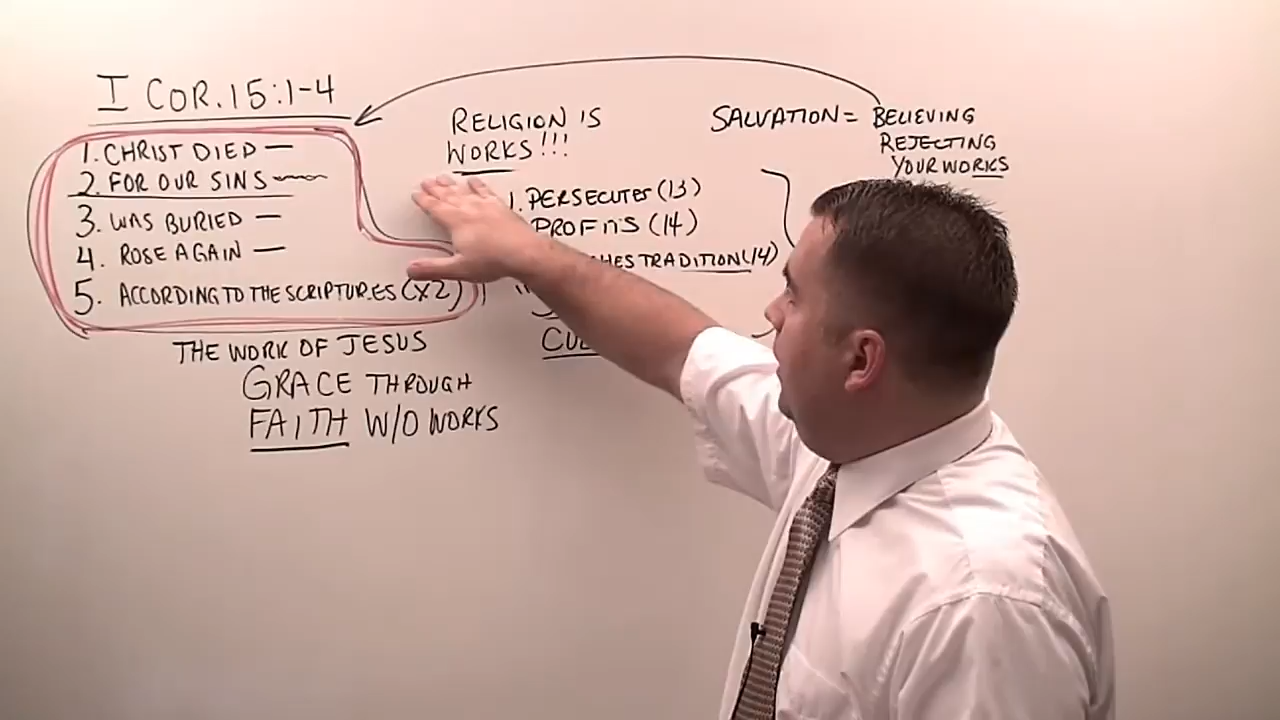 I COR. 15:1-4
1. CHRIST DIED —
2. FOR OUR SINS —
3. WAS BURIED —
4. ROSE AGAIN —
5. ACCORDING TO THE SCRIPTURES (X2)
THE WORK OF JESUS
GRACE THROUGH
FAITH W/O WORKS
RELIGION IS
WORKS!!!
1. PERSECUTES (13)
PROFITS (14)
TRADITION (14)
SALVATION = BELIEVING
REJECTING
YOUR WORKS